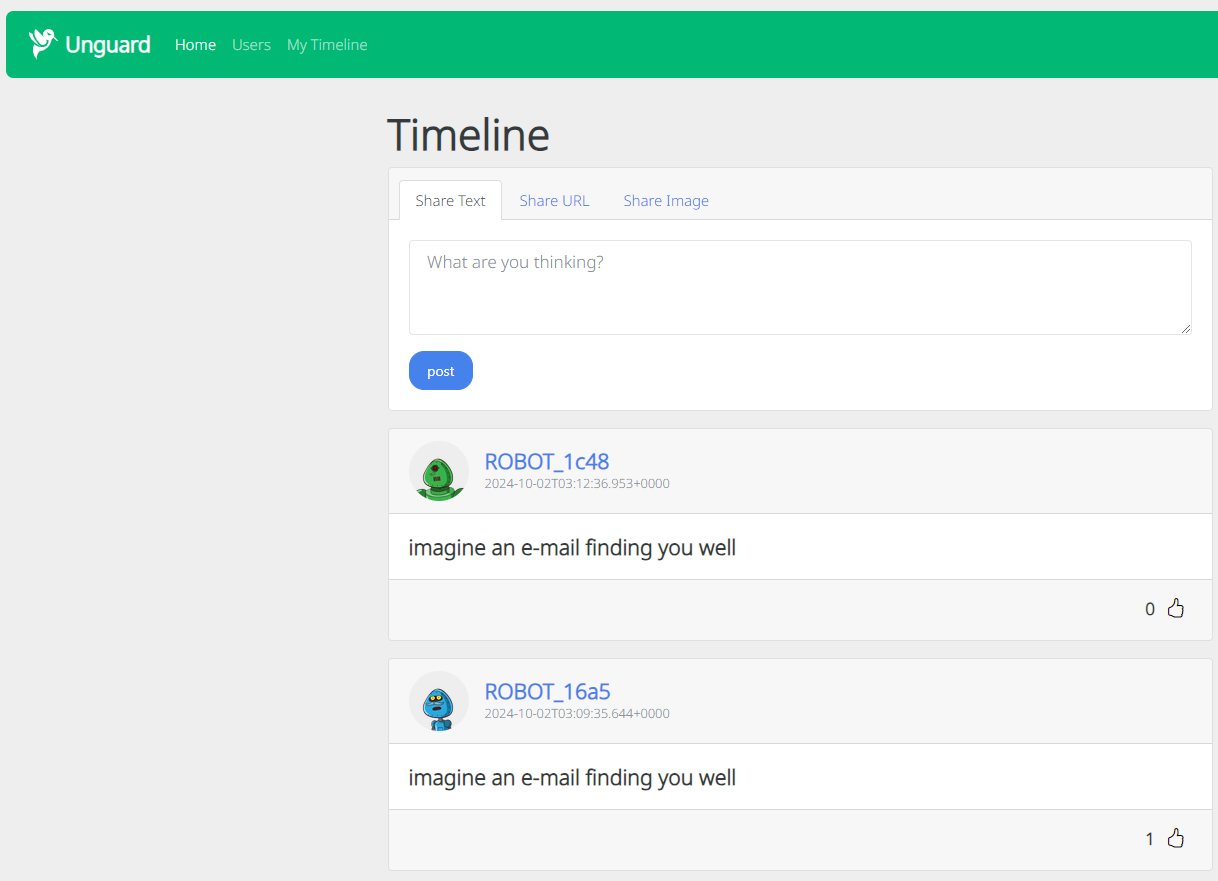 Unguard Home Users My Timeline
Timeline
Share Text Share URL Share Image
What are you thinking?
post
ROBOT_1c48
2024-10-02T03:12:36.953+0000
imagine an e-mail finding you well
0
ROBOT_16a5
2024-10-02T03:09:35.644+0000
imagine an e-mail finding you well
1